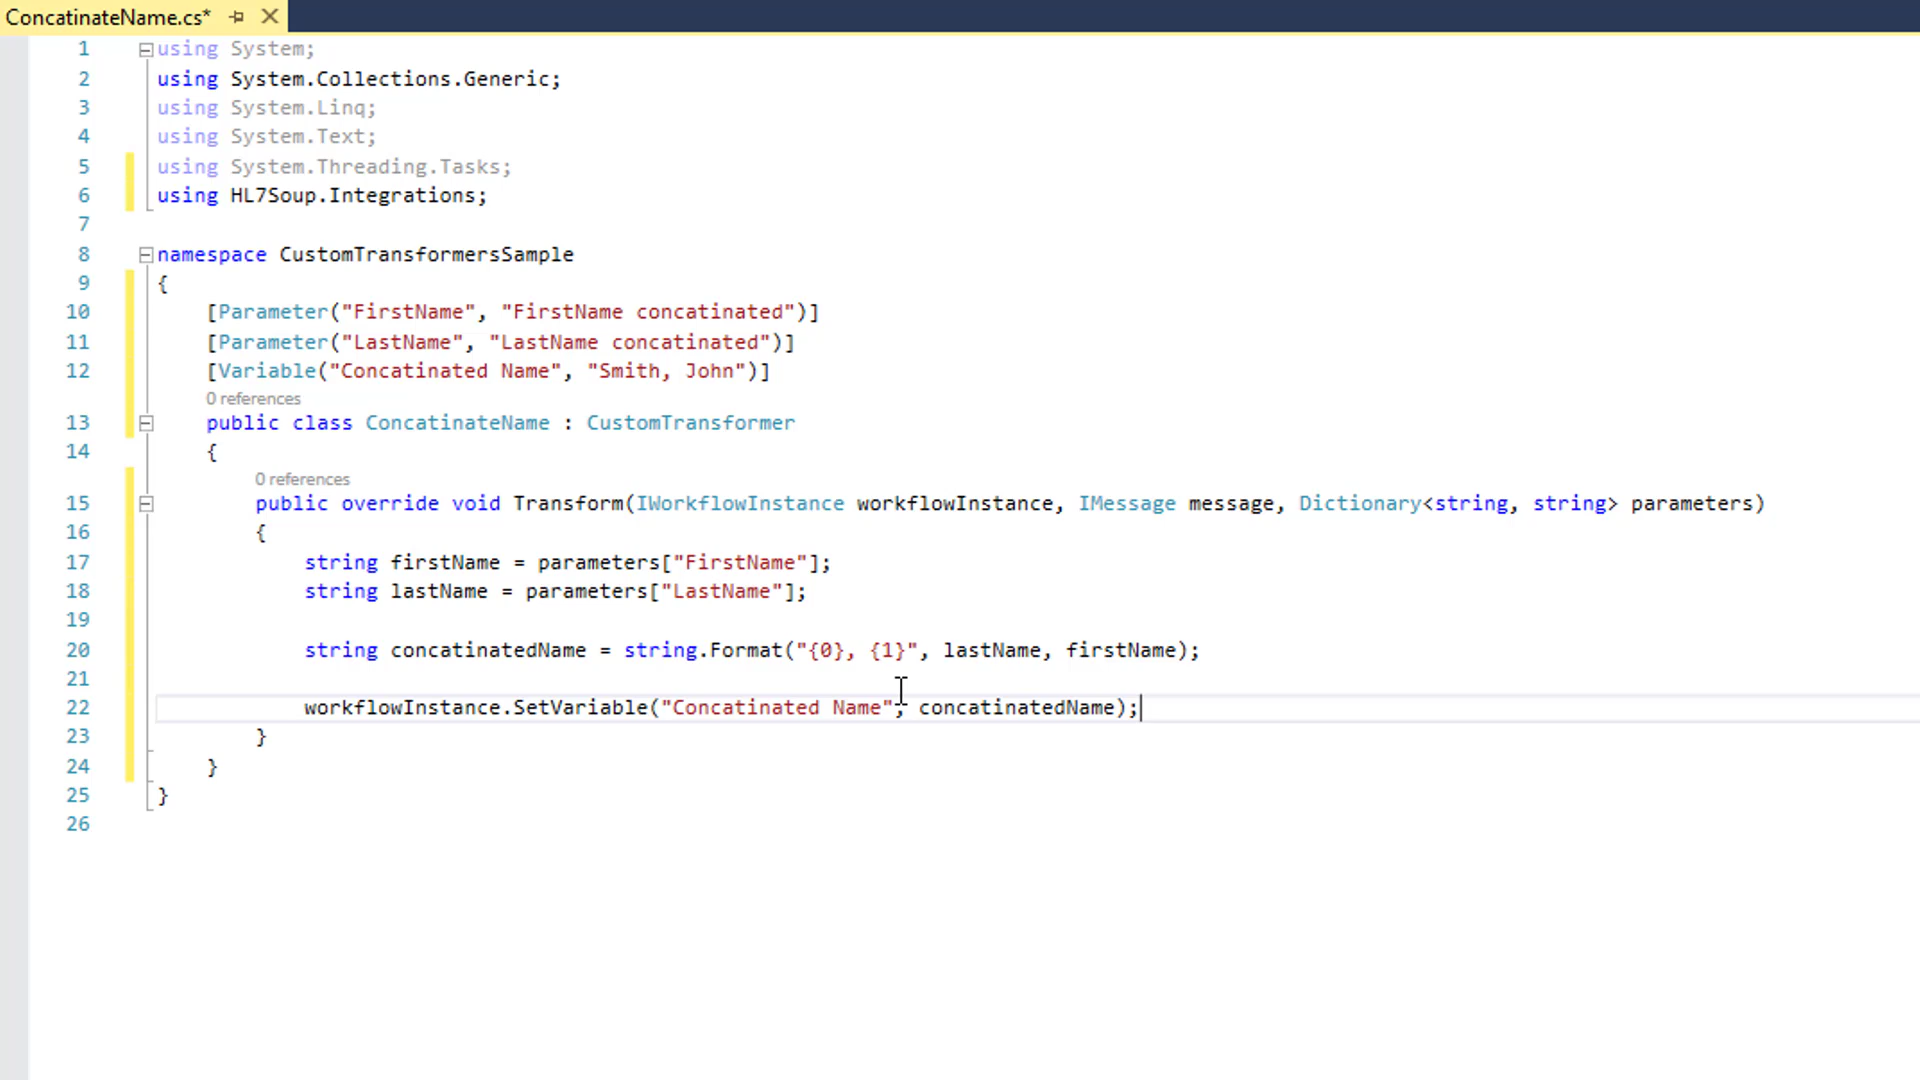 ConcatinateName.cs*
1 using System;
2 using System.Collections.Generic;
3 using System.Linq;
4 using System.Text;
5 using System.Threading.Tasks;
6 using HL7Soup.Integrations;
7
8 namespace CustomTransformersSample
9 {
10 [Parameter("FirstName", "FirstName concatinated")]
11 [Parameter("LastName", "LastName concatinated")]
12 [Variable("Concatinated Name", "Smith, John")]
0 references
13 public class ConcatinateName : CustomTransformer
14 {
0 references
15 public override void Transform(IWorkflowInstance workflowInstance, IMessage message, Dictionary<string, string> parameters)
16 {
17 string firstName = parameters["FirstName"];
18 string lastName = parameters["LastName"];
19
20 string concatinatedName = string.Format("{0}, {1}", lastName, firstName);
21
22 workflowInstance.SetVariable("Concatinated Name", concatinatedName);
23 }
24 }
25 }
26